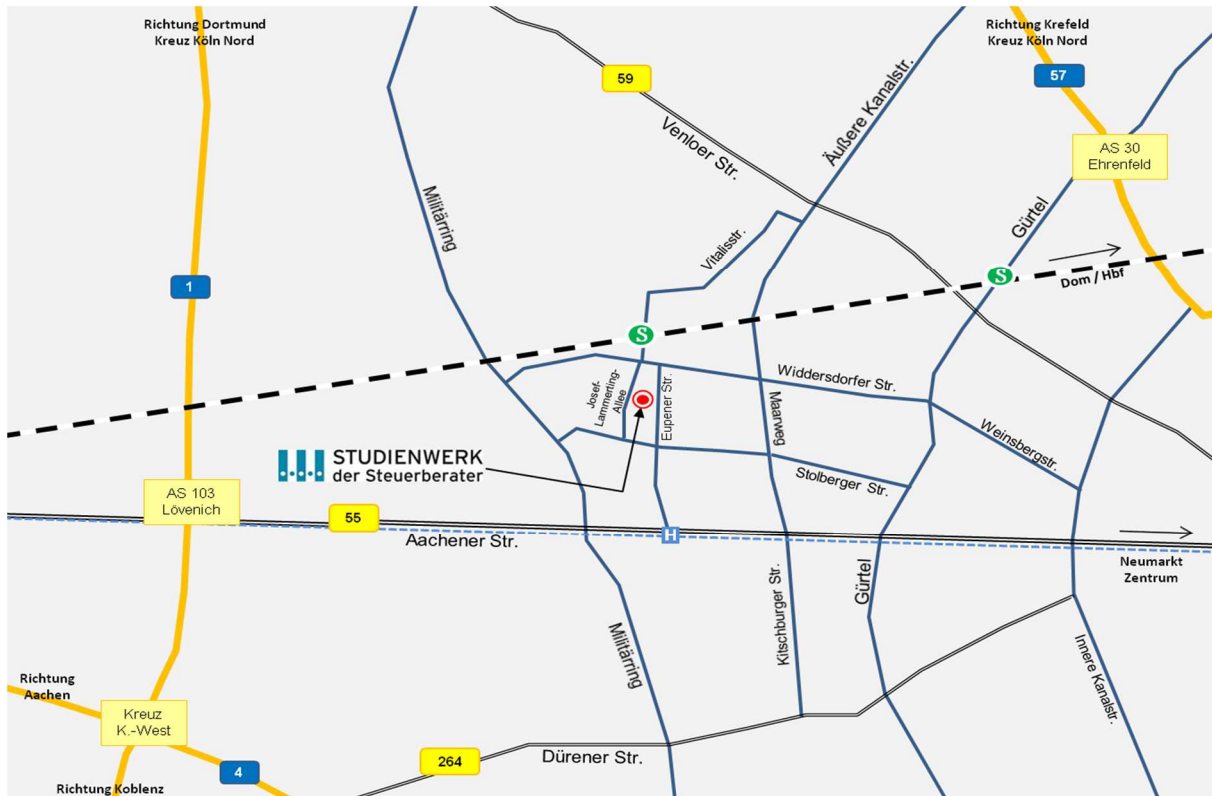 Richtung Dortmund
Kreuz Köln Nord
Richtung Krefeld
Kreuz Köln Nord
59
57
Venloer Str.
Äußere Kanalstr.
AS 30
Ehrenfeld
Militärring
Gürtel
Vitalisstr.
1
S
Dom / Hbf
S
Josef-
Lammerting-
Allee
Eupener Str.
Widdersdorfer Str.
Maarweg
Weinsbergstr.
STUDIENWERK
der Steuerberater
Stolberger Str.
AS 103
Lövenich
55
Aachener Str.
H
Neumarkt
Zentrum
Militärring
Kitschburger Str.
Gürtel
Innere Kanalstr.
Richtung
Aachen
Kreuz
K.-West
4
264
Dürener Str.
Richtung Koblenz